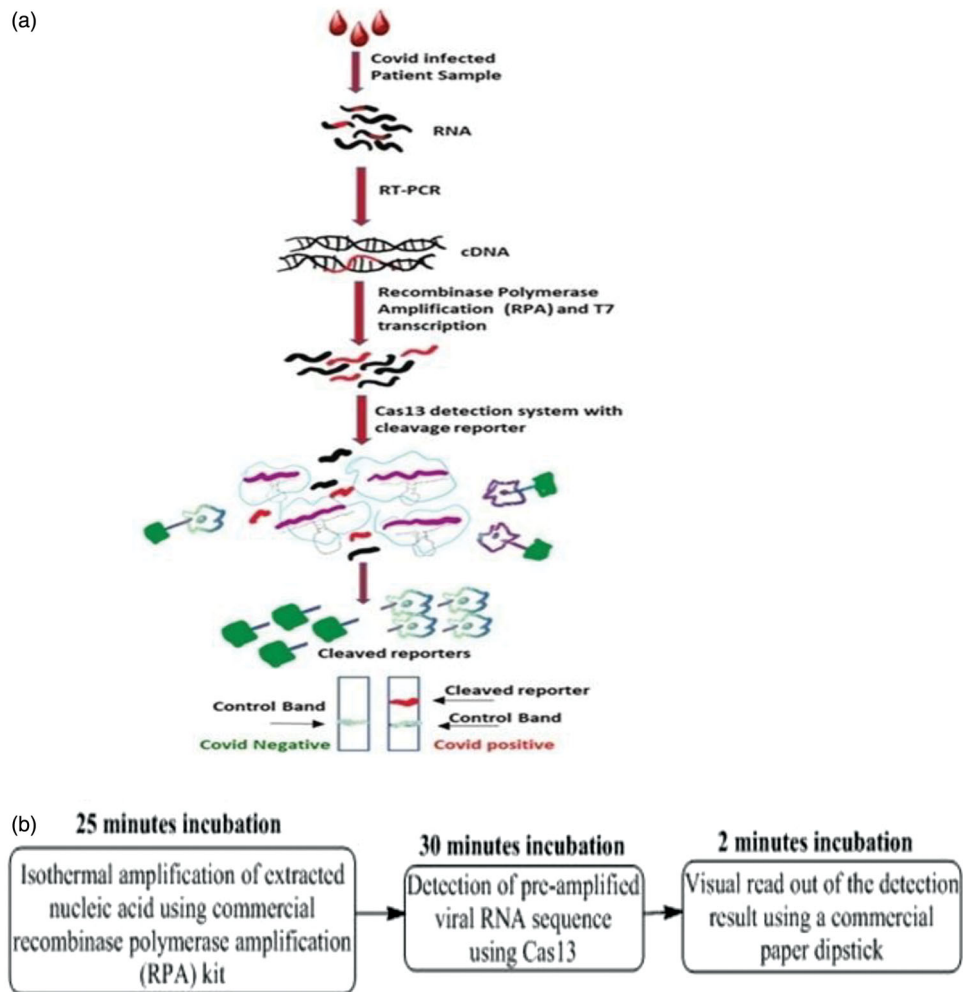 (a)
Covid infected
Patient Sample
RNA
RT-PCR
cDNA
Recombinase Polymerase
Amplification (RPA) and T7
transcription
Cas13 detection system with
cleavage reporter
Cleaved reporters
Cleaved reporter
Control Band
Control Band
Covid Negative
Covid positive
(b)
25 minutes incubation
Isothermal amplification of extracted
nucleic acid using commercial
recombinase polymerase amplification
(RPA) kit
30 minutes incubation
Detection of pre-amplified
viral RNA sequence
using Cas13
2 minutes incubation
Visual read out of the detection
result using a commercial
paper dipstick